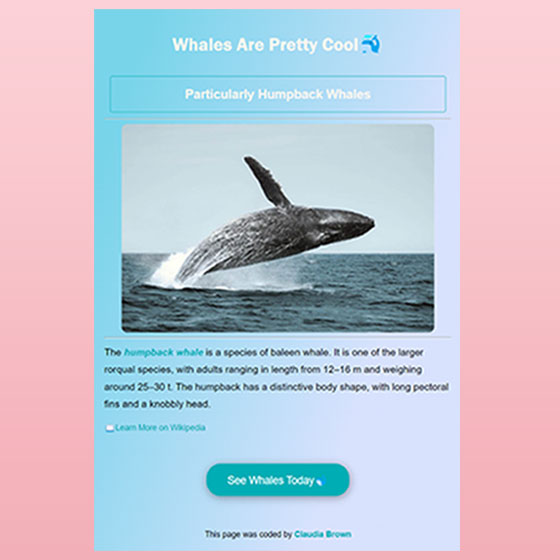 Whales Are Pretty Cool🐳
Particularly Humpback Whales
The humpback whale is a species of baleen whale. It is one of the larger
rorqual species, with adults ranging in length from 12–16 m and weighing
around 25–30 t. The humpback has a distinctive body shape, with long pectoral
fins and a knobbly head.
📖Learn More on Wikipedia
See Whales Today🐳
This page was coded by Claudia Brown